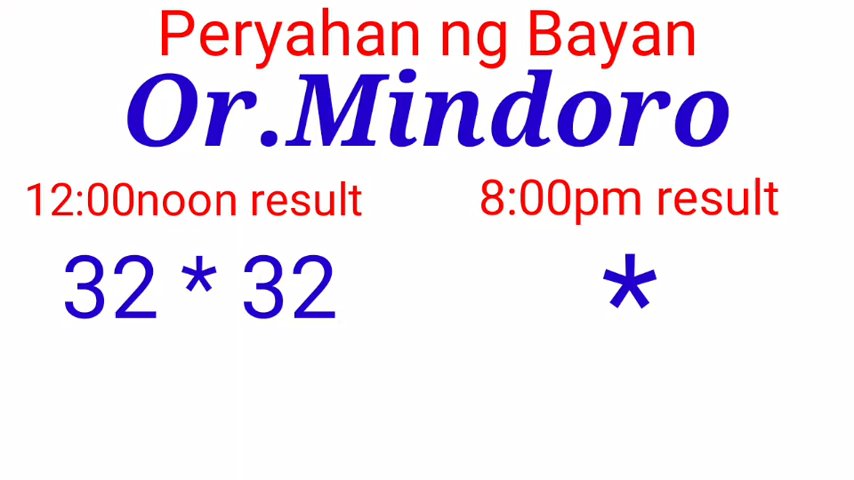 Peryahan ng Bayan
Or.Mindoro
12:00noon result 8:00pm result
32 * 32 *